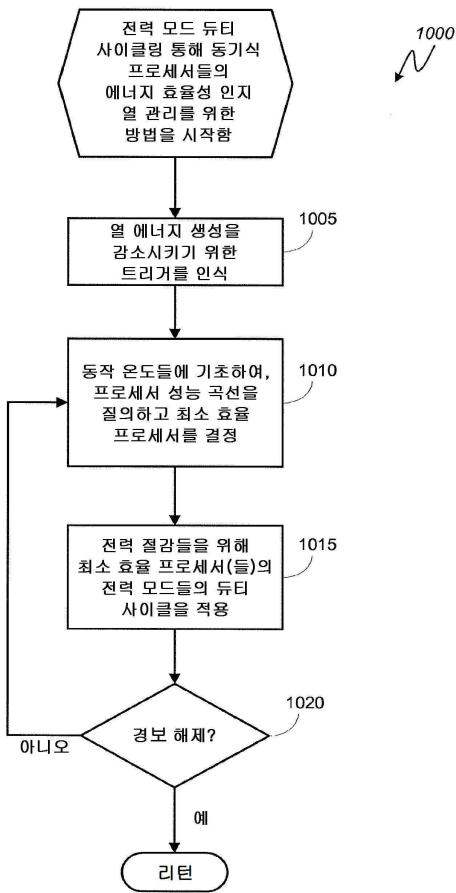 전력 모드 듀티
사이클링 통해 동기식
프로세서들의
에너지 효율성 인지
열 관리를 위한
방법을 시작함
1000
열 에너지 생성을
감소시키기 위한
트리거를 인식
1005
동작 온도들에 기초하여,
프로세서 성능 곡선을
질의하고 최소 효율
프로세서를 결정
1010
전력 절감들을 위해
최소 효율 프로세서(들)의
전력 모드들의 듀티
사이클을 적용
1015
경보 해제?
1020
아니오
예
리턴